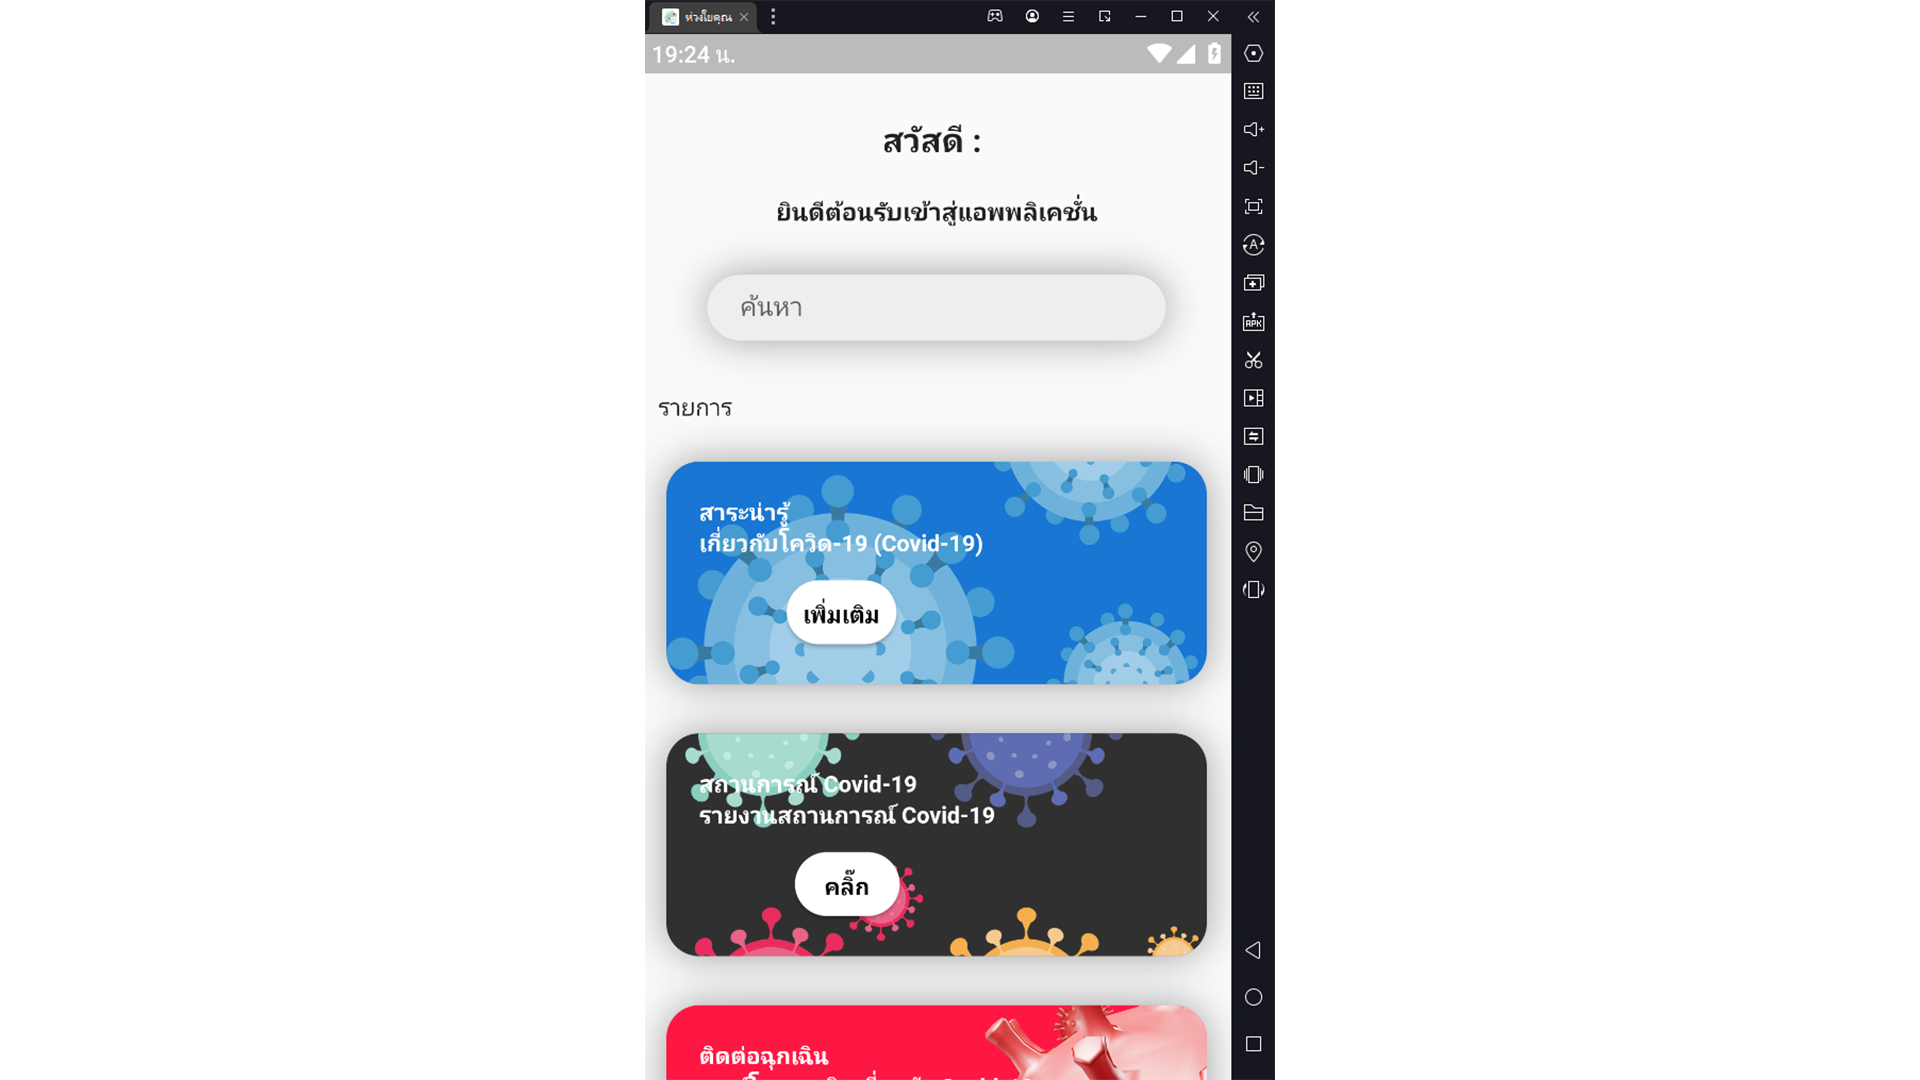 ห่วงใยคุณ
19:24 น.
สวัสดี :
ยินดีต้อนรับเข้าสู่แอพพลิเคชั่น
ค้นหา
รายการ
สาระน่ารู้
เกี่ยวกับโควิด-19 (Covid-19)
เพิ่มเติม
สถานการณ์ Covid-19
รายงานสถานการณ์ Covid-19
คลิ๊ก
ติดต่อฉุกเฉิน